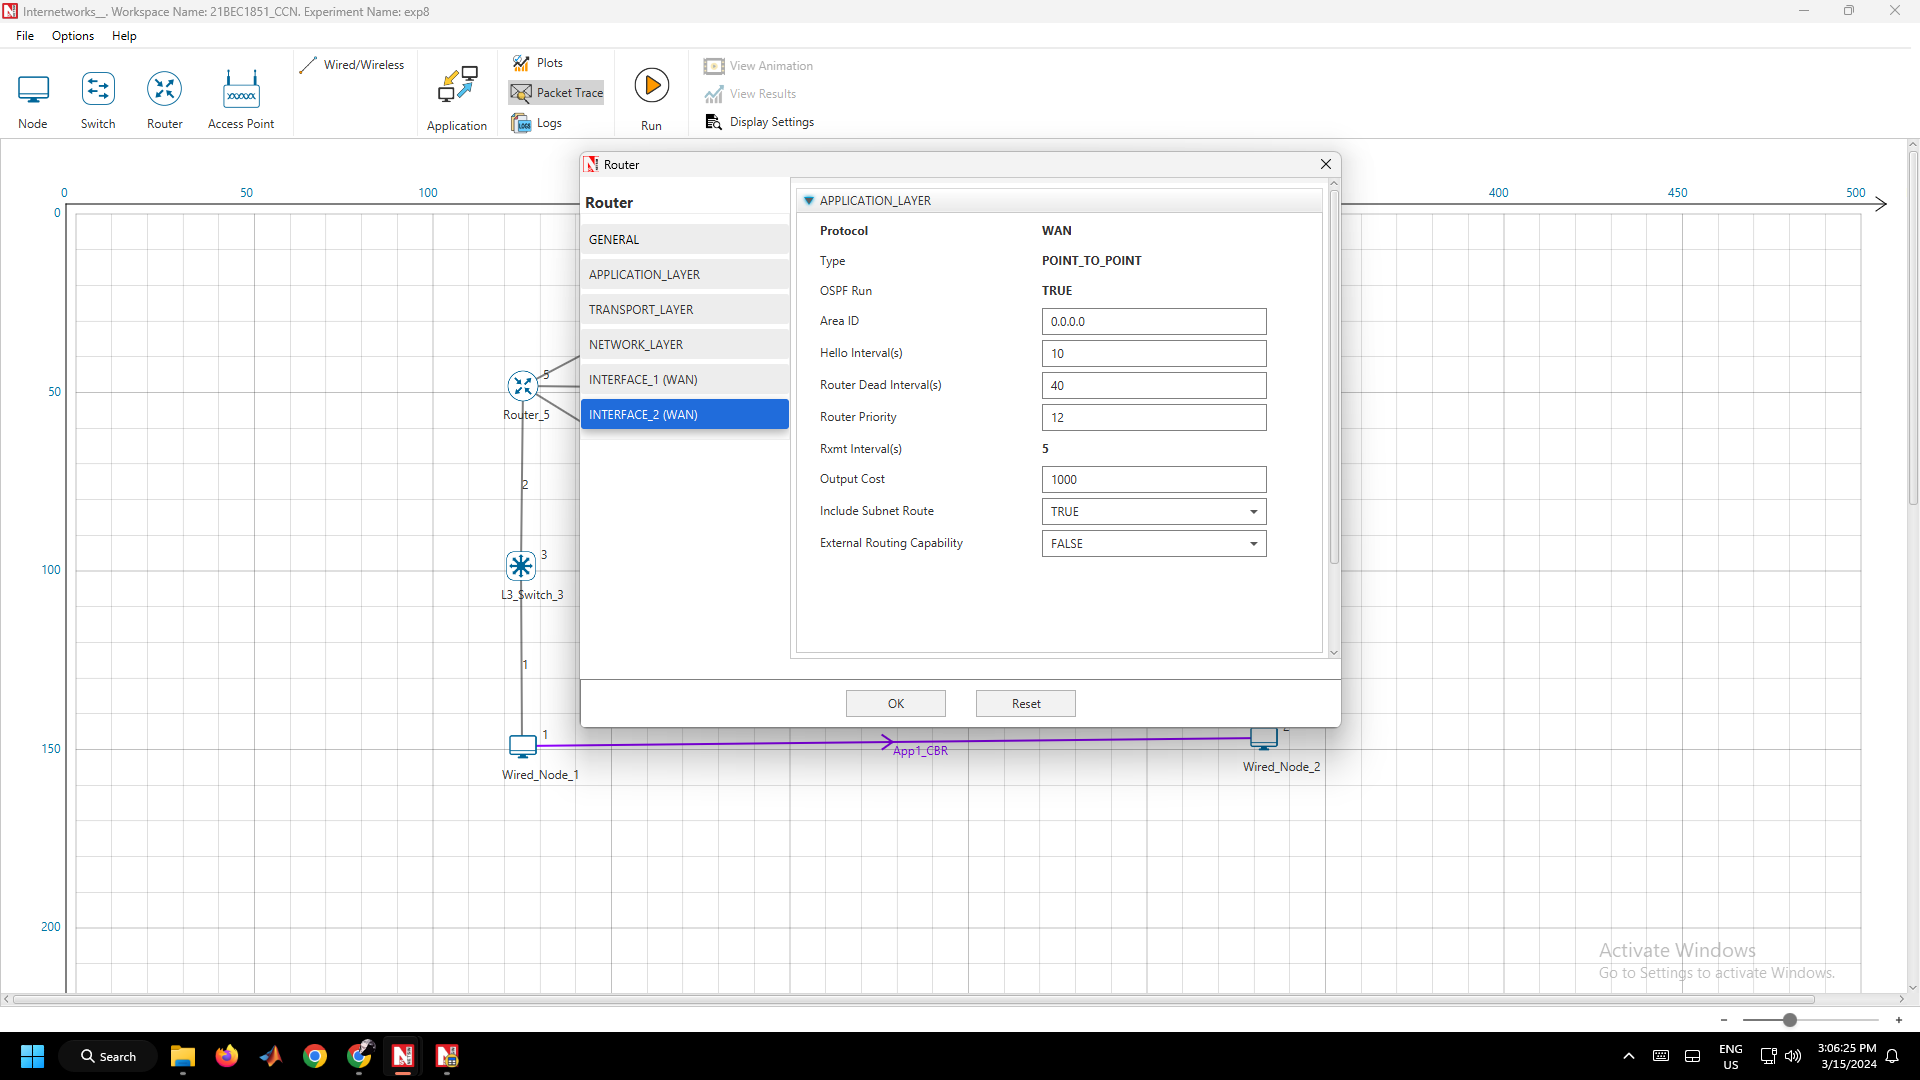 Internetworks__. Workspace Name: 21BEC1851_CCN. Experiment Name: exp8
File Options Help
Node
Switch
Router
Access Point
Wired/Wireless
Application
Plots
Packet Trace
Logs
Run
View Animation
View Results
Display Settings
0 50 100 400 450 500
0
50
100
150
200
5
Router_5
2
3
L3_Switch_3
1
1
Wired_Node_1
App1_CBR
Wired_Node_2
Router
Router
GENERAL
APPLICATION_LAYER
TRANSPORT_LAYER
NETWORK_LAYER
INTERFACE_1 (WAN)
INTERFACE_2 (WAN)
APPLICATION_LAYER
Protocol WAN
Type POINT_TO_POINT
OSPF Run TRUE
Area ID 0.0.0.0
Hello Interval(s) 10
Router Dead Interval(s) 40
Router Priority 12
Rxmt Interval(s) 5
Output Cost 1000
Include Subnet Route TRUE
External Routing Capability FALSE
OK Reset
Activate Windows
Go to Settings to activate Windows.
Search
ENG
US
3:06:25 PM
3/15/2024